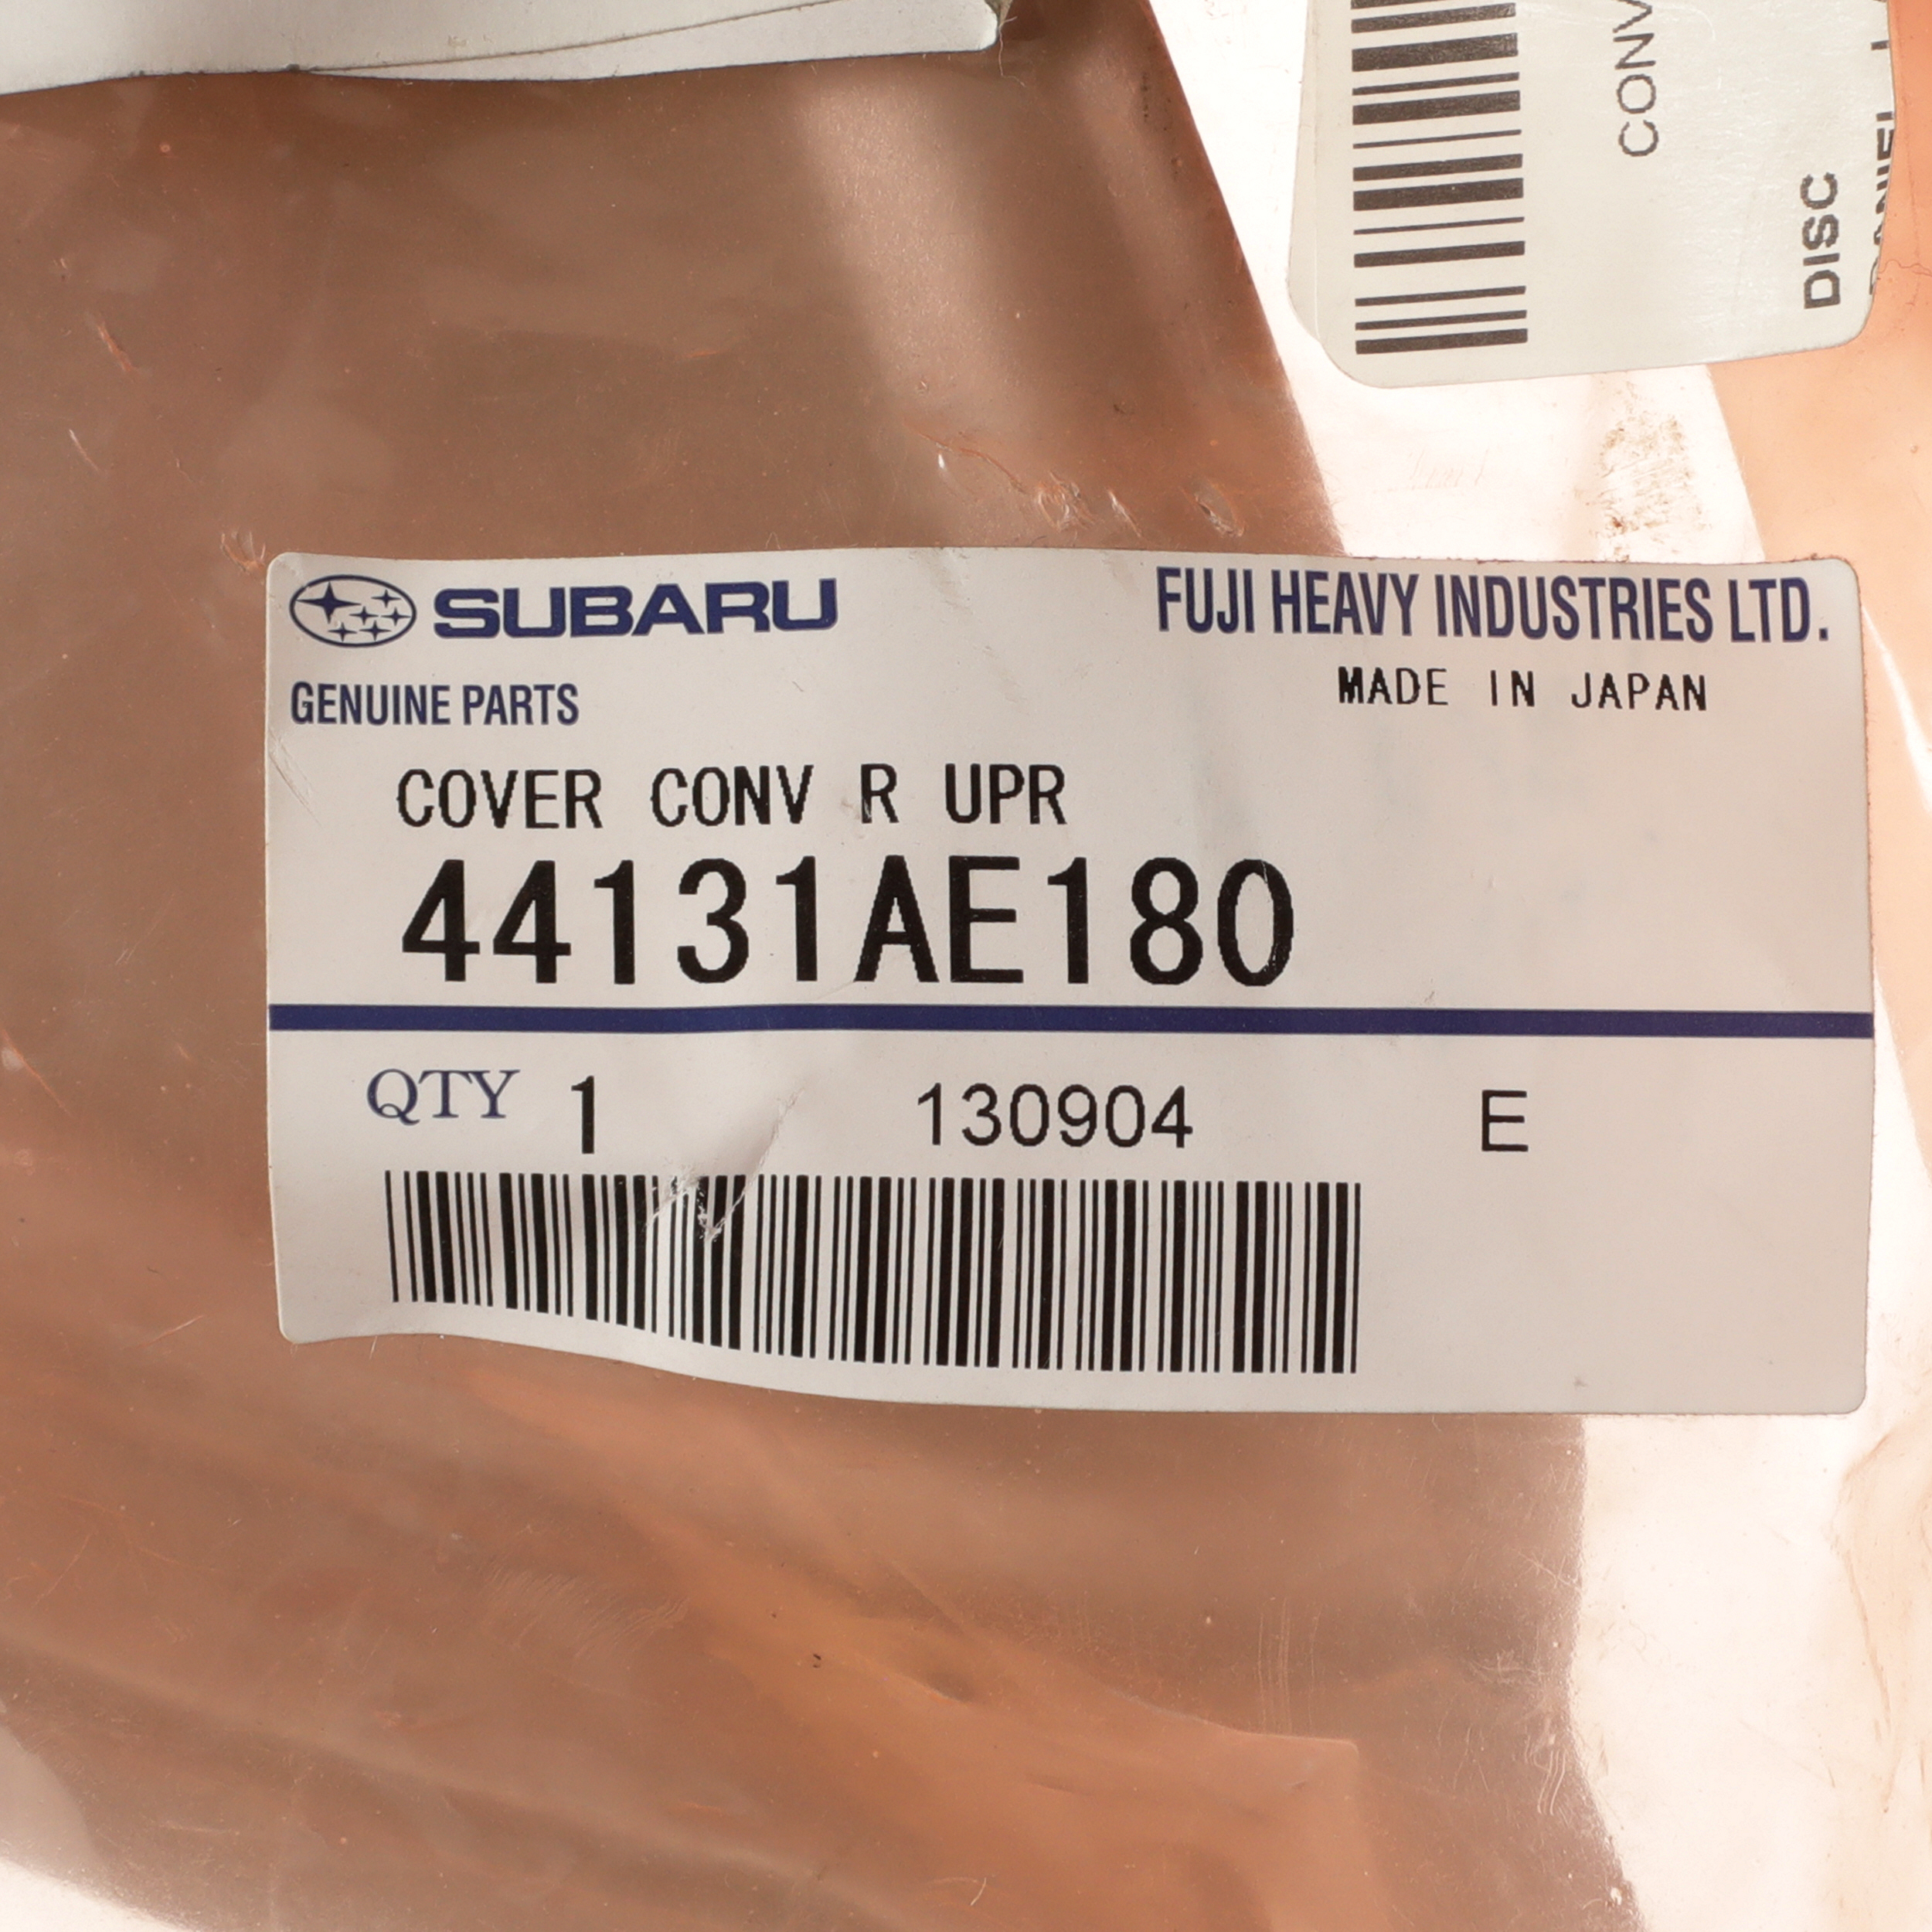 CONV
DISC
SUBARU
FUJI HEAVY INDUSTRIES LTD.
GENUINE PARTS
MADE IN JAPAN
COVER CONV R UPR
44131AE180
QTY 1 130904 E